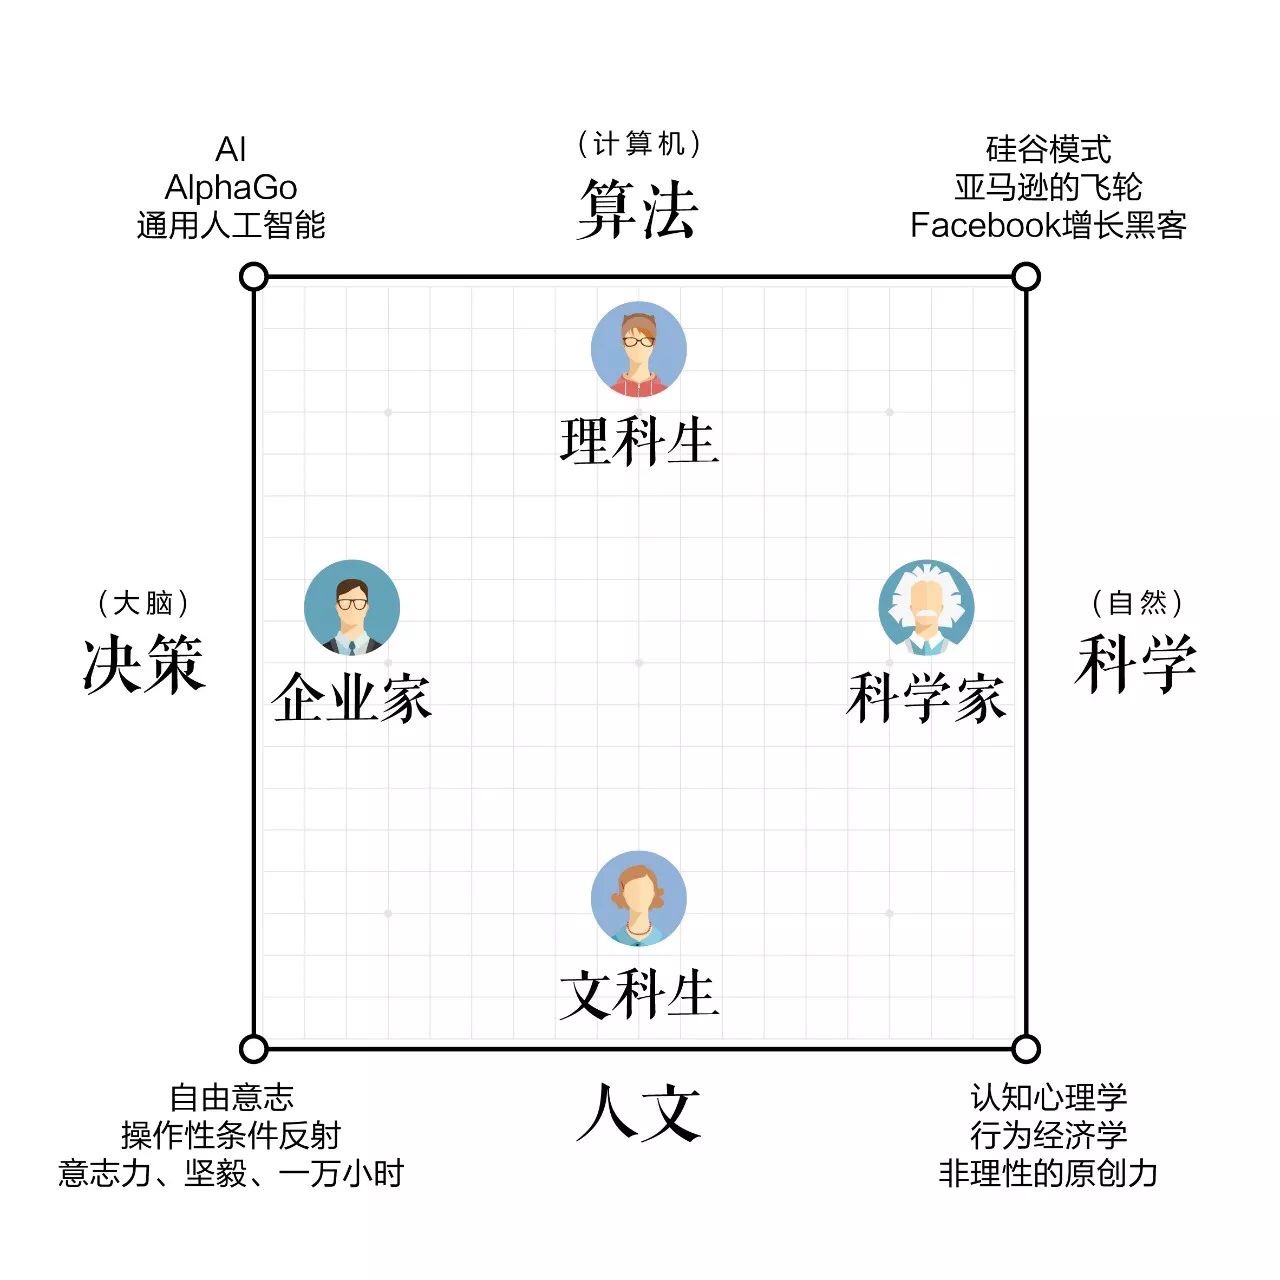 AI
AlphaGo
通用人工智能
（计算机）
算法
硅谷模式
亚马逊的飞轮
Facebook增长黑客
理科生
（大脑）
决策
企业家
科学家
（自然）
科学
文科生
自由意志
操作性条件反射
意志力、坚毅、一万小时
人文
认知心理学
行为经济学
非理性的原创力